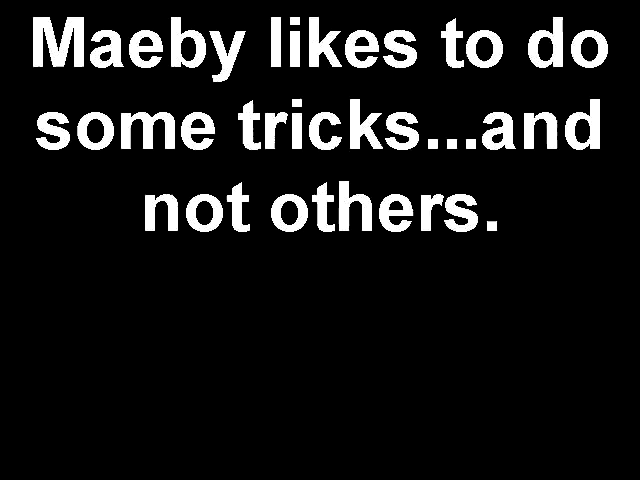 Maeby likes to do
some tricks...and
not others.